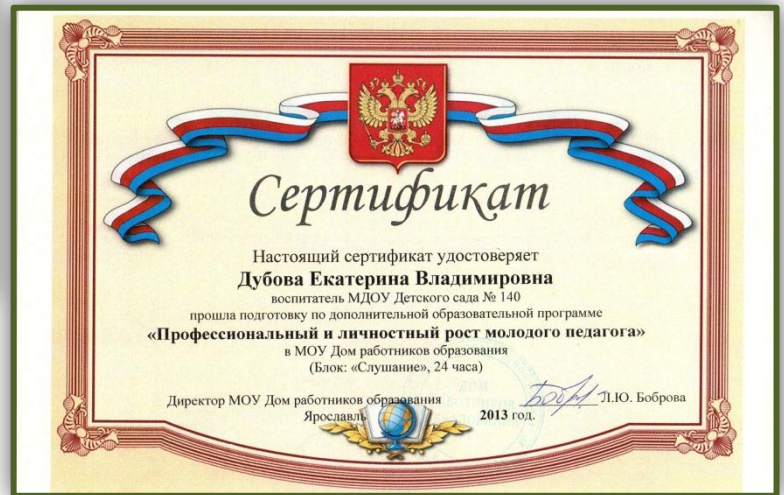 Сертификат
Настоящий сертификат удостоверяет
Дубова Екатерина Владимировна
воспитатель МДОУ Детского сада № 140
прошла подготовку по дополнительной образовательной программе
«Профессиональный и личностный рост молодого педагога»
в МОУ Дом работников образования
(Блок: «Слушание», 24 часа)
Директор МОУ Дом работников образования Л.Ю. Боброва
Ярославль 2013 год.